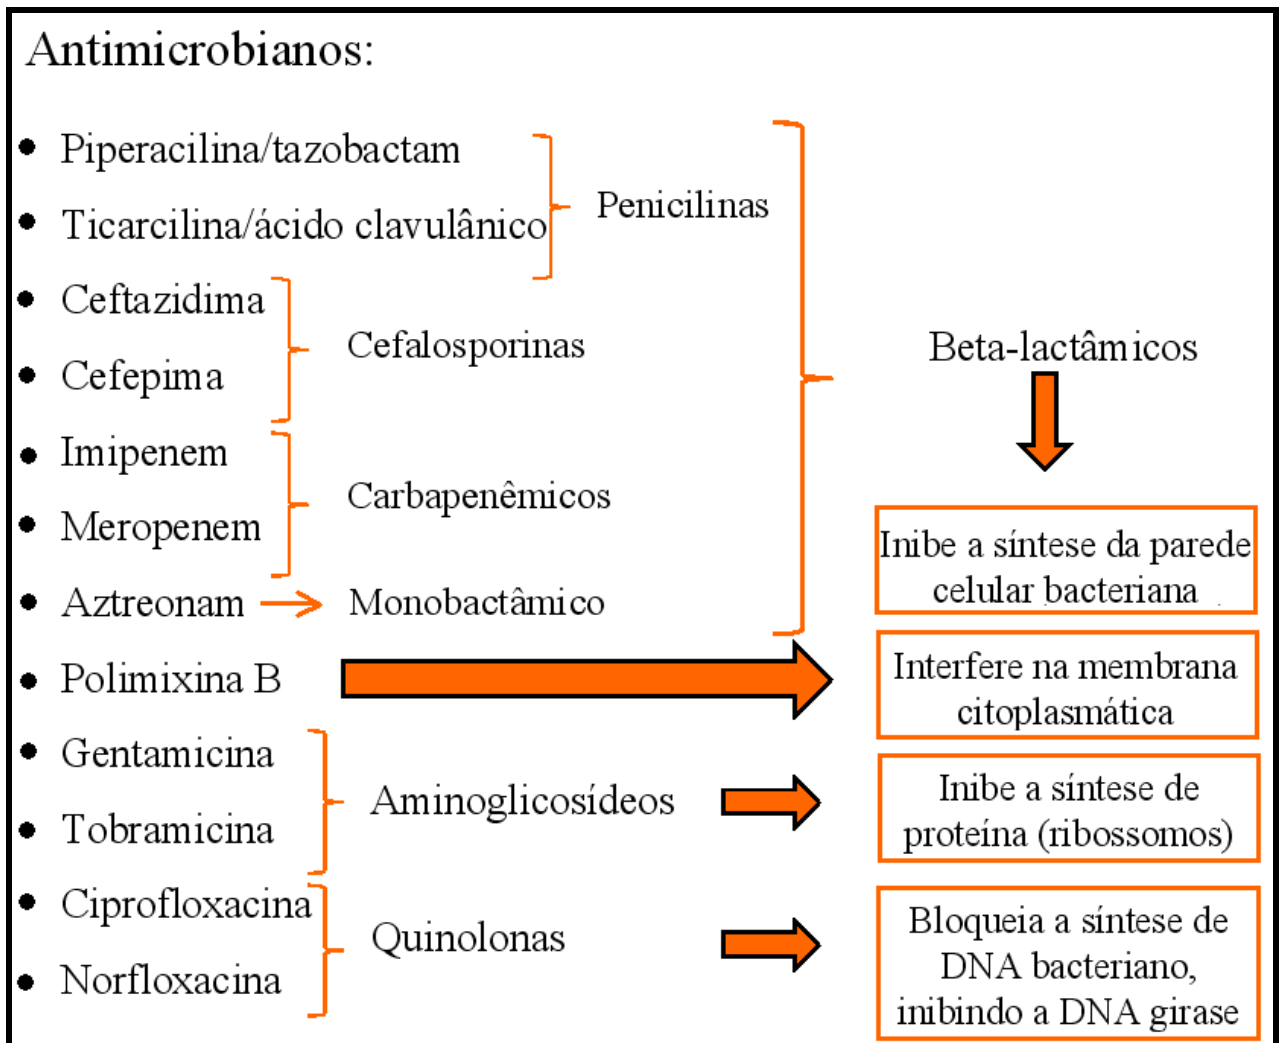 Antimicrobianos:
• Piperacilina/tazobactam
• Ticarcilina/ácido clavulânico
Penicilinas
• Ceftazidima
• Cefepima
Cefalosporinas
• Imipenem
• Meropenem
Carbapenêmicos
• Aztreonam
Monobactâmico
Beta-lactâmicos
Inibe a síntese da parede
celular bacteriana
• Polimixina B
Interfere na membrana
citoplasmática
• Gentamicina
• Tobramicina
Aminoglicosídeos
Inibe a síntese de
proteína (ribossomos)
• Ciprofloxacina
• Norfloxacina
Quinolonas
Bloqueia a síntese de
DNA bacteriano,
inibindo a DNA girase